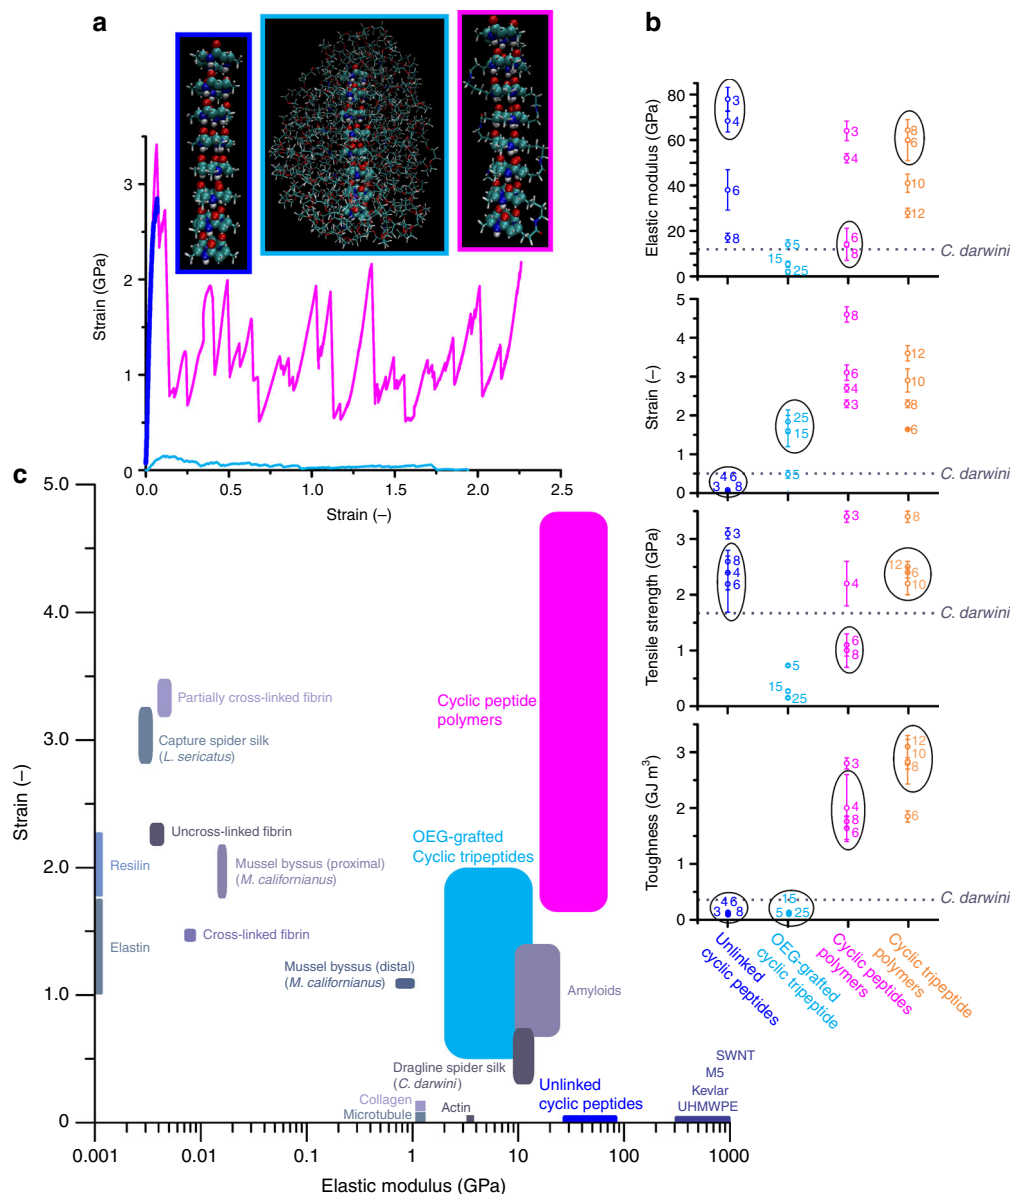 a
3
2
1
0
Strain (GPa)
0.0
0.5
1.0
1.5
2.0
2.5
Strain (–)
b
80
60
40
20
0
Elastic modulus (GPa)
3
4
6
8
5
15
25
3
4
6
8
8
6
10
12
C. darwini
5
4
3
2
1
0
Strain (–)
4 6
3 8
25
15
5
8
6
4
3
12
10
8
6
C. darwini
3
2
1
0
Tensile strength (GPa)
3
8
4
6
5
15
25
3
4
6
8
8
12
6
10
C. darwini
3
2
1
0
Toughness (GJ m³)
4 6
3 8
15
5 25
3
4
8
6
12
10
8
6
C. darwini
Unlinked
cyclic peptides
OEG-grafted
cyclic tripeptide
Cyclic peptides
polymers
Cyclic tripeptide
polymers
c
5.0
4.0
3.0
2.0
1.0
0
Strain (–)
Partially cross-linked fibrin
Capture spider silk
(L. sericatus)
Uncross-linked fibrin
Resilin
Mussel byssus (proximal)
(M. californianus)
Elastin
Cross-linked fibrin
Mussel byssus (distal)
(M. californianus)
Cyclic peptide
polymers
OEG-grafted
Cyclic tripeptides
Amyloids
Dragline spider silk
(C. darwini)
Collagen
Microtubule
Actin
Unlinked
cyclic peptides
SWNT
M5
Kevlar
UHMWPE
0.001
0.01
0.1
1
10
100
1000
Elastic modulus (GPa)